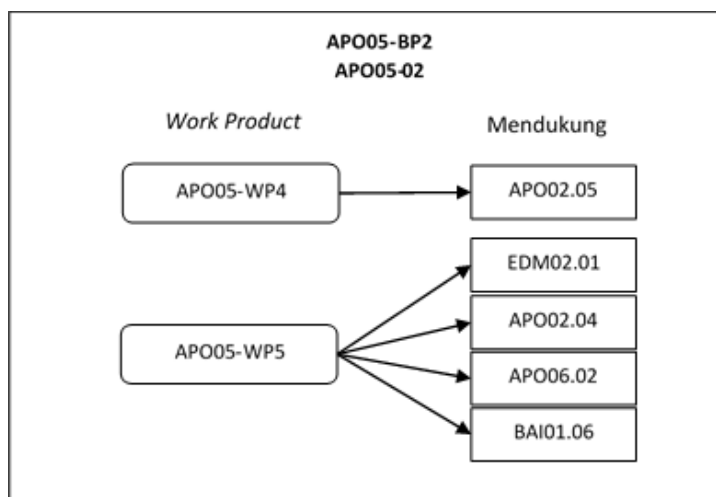 APO05-BP2
APO05-02
Work Product
Mendukung
APO05-WP4
APO02.05
EDM02.01
APO02.04
APO05-WP5
APO06.02
BAI01.06